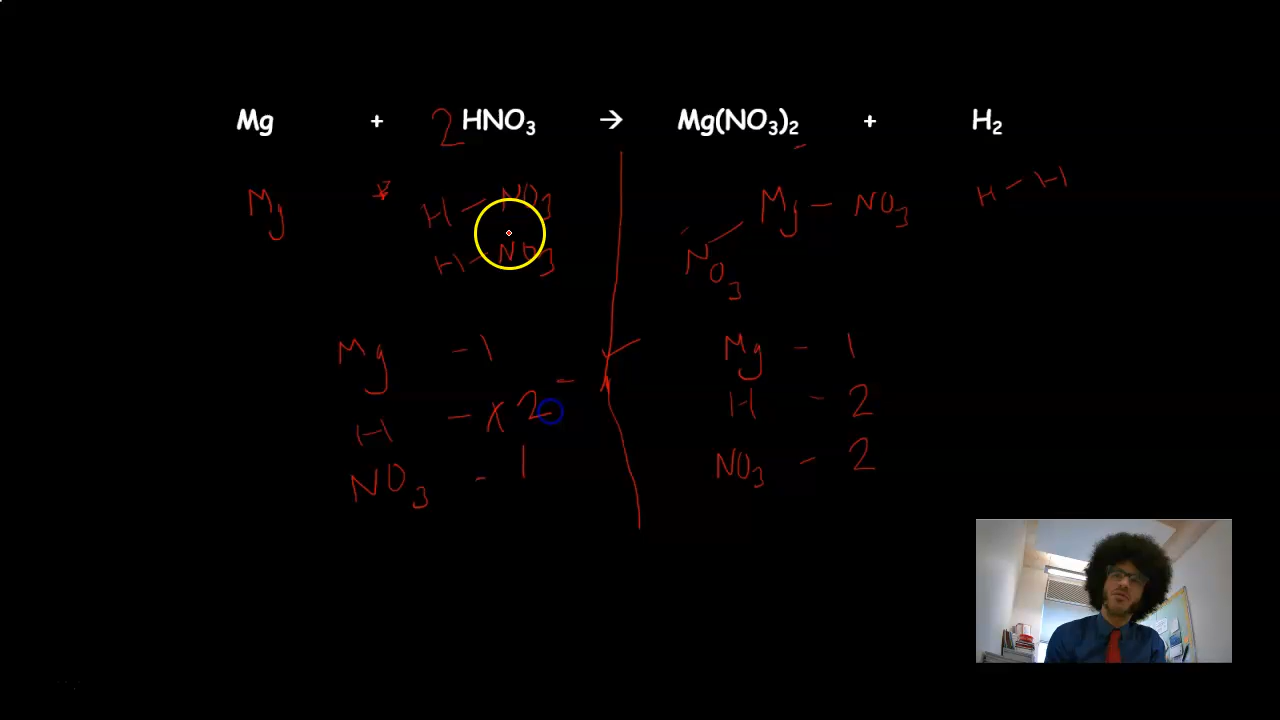 Mg + 2 HNO₃ → Mg(NO₃)₂ + H₂
Mg + H – NO₃ Mg – NO₃ H – H
H – NO₃ NO₃
Mg – 1 Mg – 1
H – x 2 H – 2
NO₃ – 1 NO₃ – 2